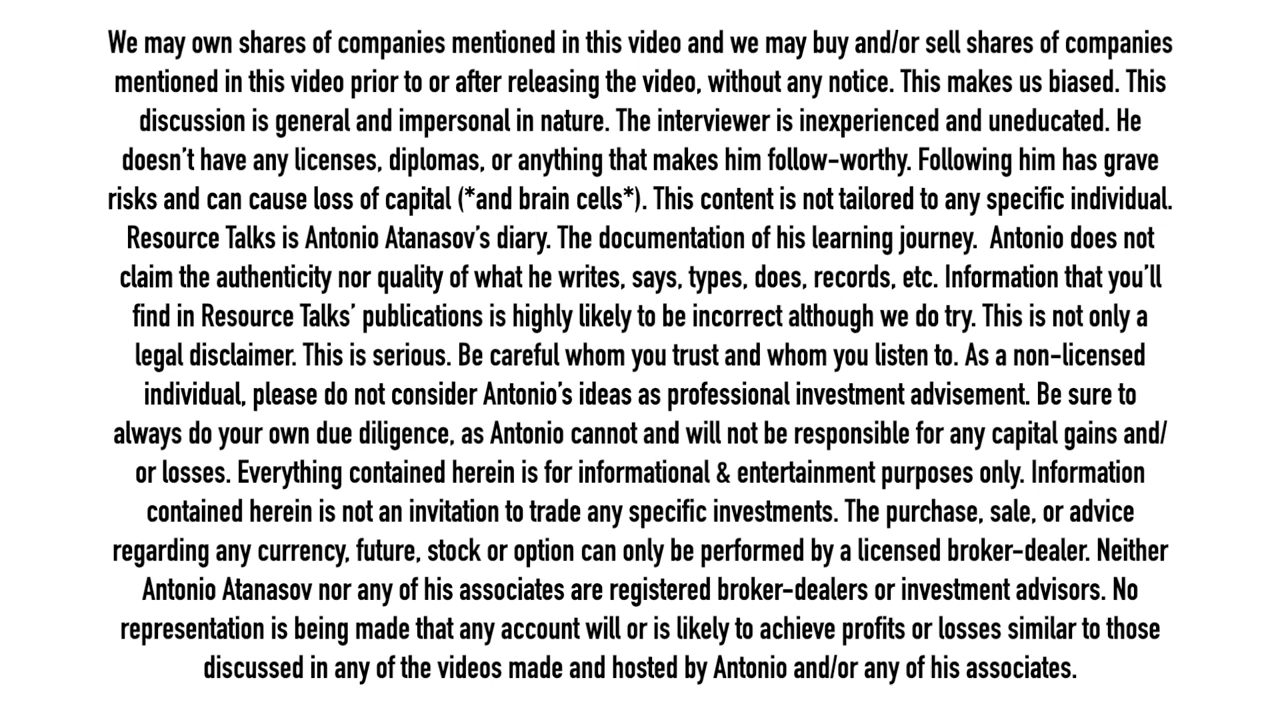 We may own shares of companies mentioned in this video and we may buy and/or sell shares of companies
mentioned in this video prior to or after releasing the video, without any notice. This makes us biased. This
discussion is general and impersonal in nature. The interviewer is inexperienced and uneducated. He
doesn't have any licenses, diplomas, or anything that makes him follow-worthy. Following him has grave
risks and can cause loss of capital (*and brain cells*). This content is not tailored to any specific individual.
Resource Talks is Antonio Atanasov's diary. The documentation of his learning journey.  Antonio does not
claim the authenticity nor quality of what he writes, says, types, does, records, etc. Information that you'll
find in Resource Talks' publications is highly likely to be incorrect although we do try. This is not only a
legal disclaimer. This is serious. Be careful whom you trust and whom you listen to. As a non-licensed
individual, please do not consider Antonio's ideas as professional investment advisement. Be sure to
always do your own due diligence, as Antonio cannot and will not be responsible for any capital gains and/
or losses. Everything contained herein is for informational & entertainment purposes only. Information
contained herein is not an invitation to trade any specific investments. The purchase, sale, or advice
regarding any currency, future, stock or option can only be performed by a licensed broker-dealer. Neither
Antonio Atanasov nor any of his associates are registered broker-dealers or investment advisors. No
representation is being made that any account will or is likely to achieve profits or losses similar to those
discussed in any of the videos made and hosted by Antonio and/or any of his associates.